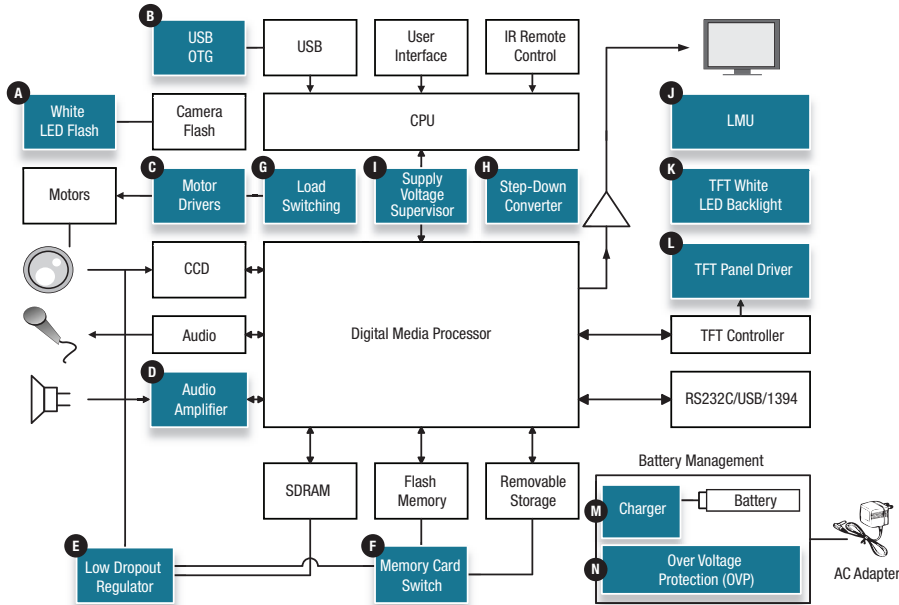 B
USB
OTG
USB
User
Interface
IR Remote
Control
A
White
LED Flash
Camera
Flash
CPU
J
LMU
Motors
C
Motor
Drivers
G
Load
Switching
I
Supply
Voltage
Supervisor
H
Step-Down
Converter
K
TFT White
LED Backlight
L
TFT Panel Driver
CCD
Audio
Digital Media Processor
TFT Controller
D
Audio
Amplifier
RS232C/USB/1394
SDRAM
Flash
Memory
Removable
Storage
Battery Management
M
Charger
Battery
E
Low Dropout
Regulator
F
Memory Card
Switch
N
Over Voltage
Protection (OVP)
AC Adapter